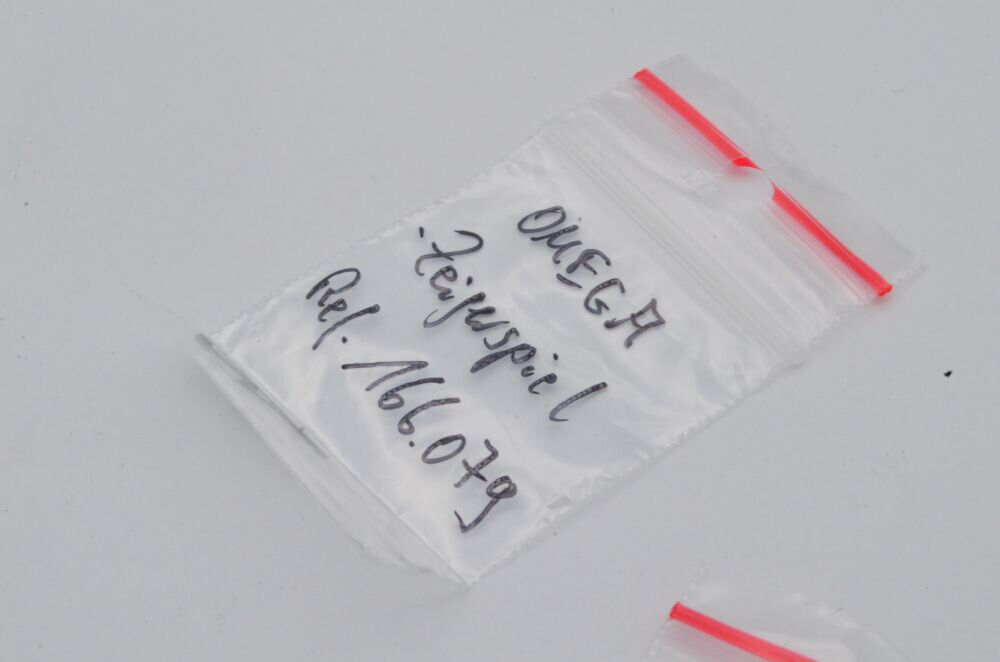 OMEGA
Zeigerspiel
Ref. 166.079